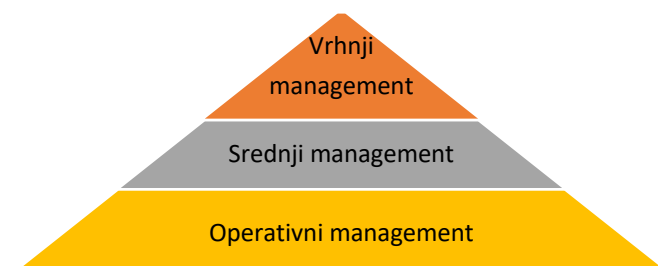 Vrhnji
management
Srednji management
Operativni management